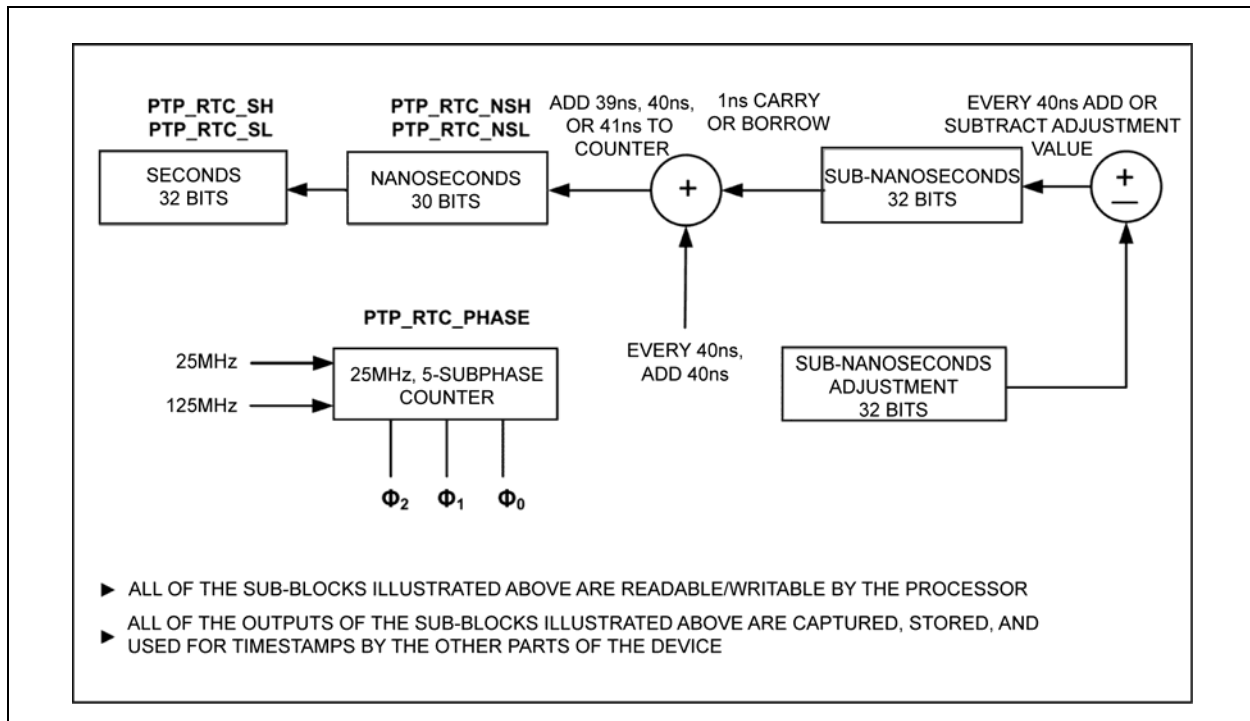 PTP_RTC_SH
PTP_RTC_SL
SECONDS
32 BITS
PTP_RTC_NSH
PTP_RTC_NSL
NANOSECONDS
30 BITS
ADD 39ns, 40ns,
OR 41ns TO
COUNTER
+
1ns CARRY
OR BORROW
SUB-NANOSECONDS
32 BITS
EVERY 40ns ADD OR
SUBTRACT ADJUSTMENT
VALUE
+
—
PTP_RTC_PHASE
25MHz
125MHz
25MHz, 5-SUBPHASE
COUNTER
Φ2 Φ1 Φ0
EVERY 40ns,
ADD 40ns
SUB-NANOSECONDS
ADJUSTMENT
32 BITS
► ALL OF THE SUB-BLOCKS ILLUSTRATED ABOVE ARE READABLE/WRITABLE BY THE PROCESSOR
► ALL OF THE OUTPUTS OF THE SUB-BLOCKS ILLUSTRATED ABOVE ARE CAPTURED, STORED, AND
USED FOR TIMESTAMPS BY THE OTHER PARTS OF THE DEVICE